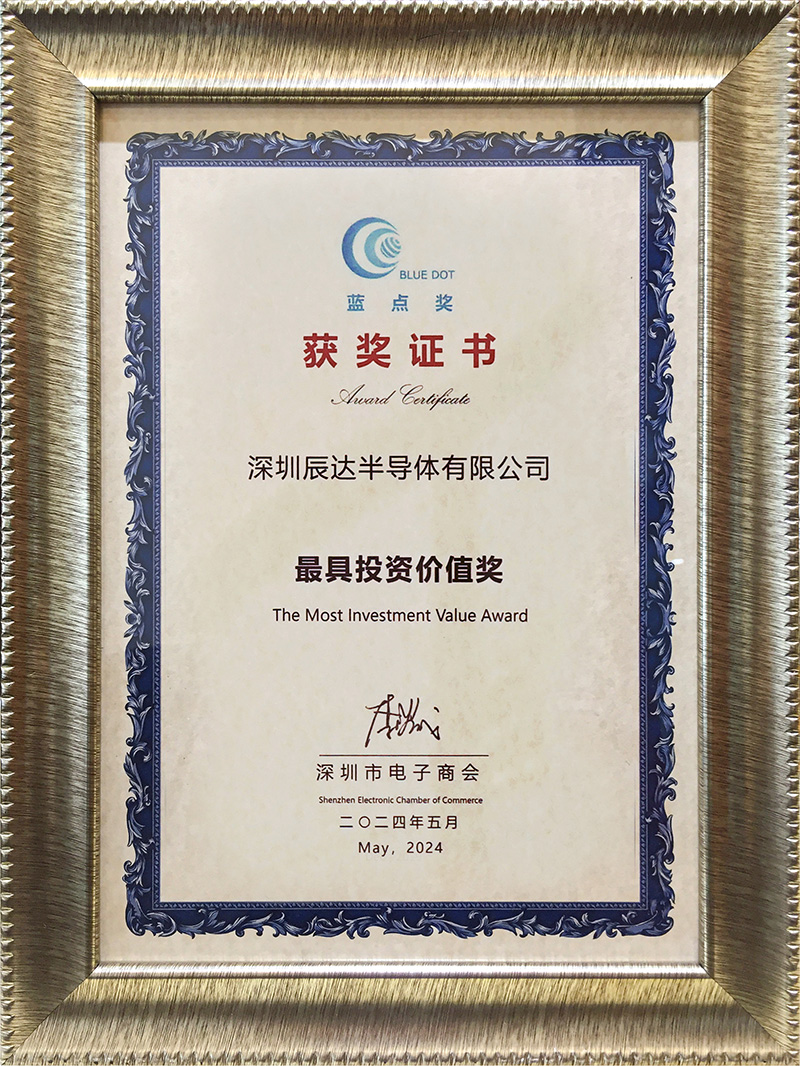 BLUE DOT
蓝点奖
获奖证书
Award Certificate
深圳辰达半导体有限公司
最具投资价值奖
The Most Investment Value Award
深圳市电子商会
Shenzhen Electronic Chamber of Commerce
二〇二四年五月
May, 2024